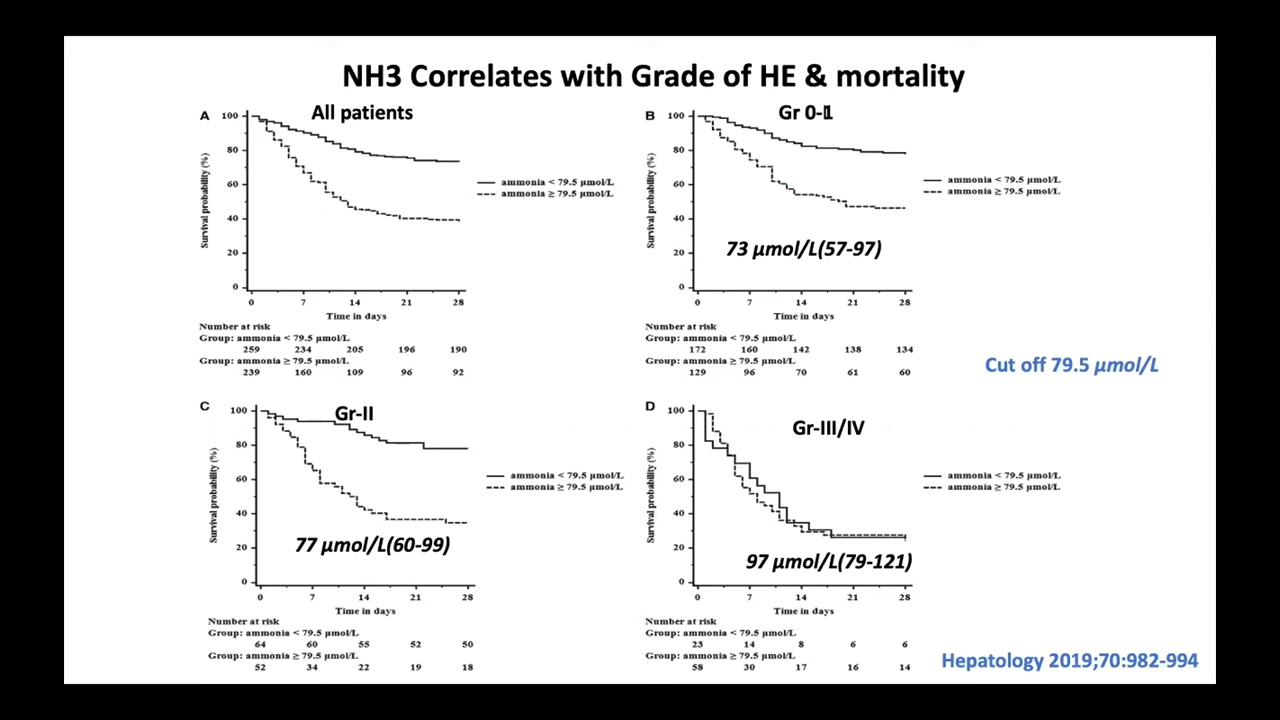 NH3 Correlates with Grade of HE & mortality
A
All patients
Survival probability (%)
100
80
60
40
20
0
0 7 14 21 28
Time in days
ammonia < 79.5 µmol/L
ammonia ≥ 79.5 µmol/L
Number at risk
Group: ammonia < 79.5 µmol/L
259 234 205 196 190
Group: ammonia ≥ 79.5 µmol/L
239 160 109 96 92
B
Gr 0-1
Survival probability (%)
100
80
60
40
20
0
73 µmol/L(57-97)
0 7 14 21 28
Time in days
ammonia < 79.5 µmol/L
ammonia ≥ 79.5 µmol/L
Number at risk
Group: ammonia < 79.5 µmol/L
172 160 142 138 134
Group: ammonia ≥ 79.5 µmol/L
129 96 70 61 60
Cut off 79.5 µmol/L
C
Gr-II
Survival probability (%)
100
80
60
40
20
0
77 µmol/L(60-99)
0 7 14 21 28
Time in days
ammonia < 79.5 µmol/L
ammonia ≥ 79.5 µmol/L
Number at risk
Group: ammonia < 79.5 µmol/L
64 60 55 52 50
Group: ammonia ≥ 79.5 µmol/L
52 34 22 19 18
D
Gr-III/IV
Survival probability (%)
100
80
60
40
20
0
97 µmol/L(79-121)
0 7 14 21 28
Time in days
ammonia < 79.5 µmol/L
ammonia ≥ 79.5 µmol/L
Number at risk
Group: ammonia < 79.5 µmol/L
23 14 8 6 6
Group: ammonia ≥ 79.5 µmol/L
58 30 17 16 14
Hepatology 2019;70:982-994